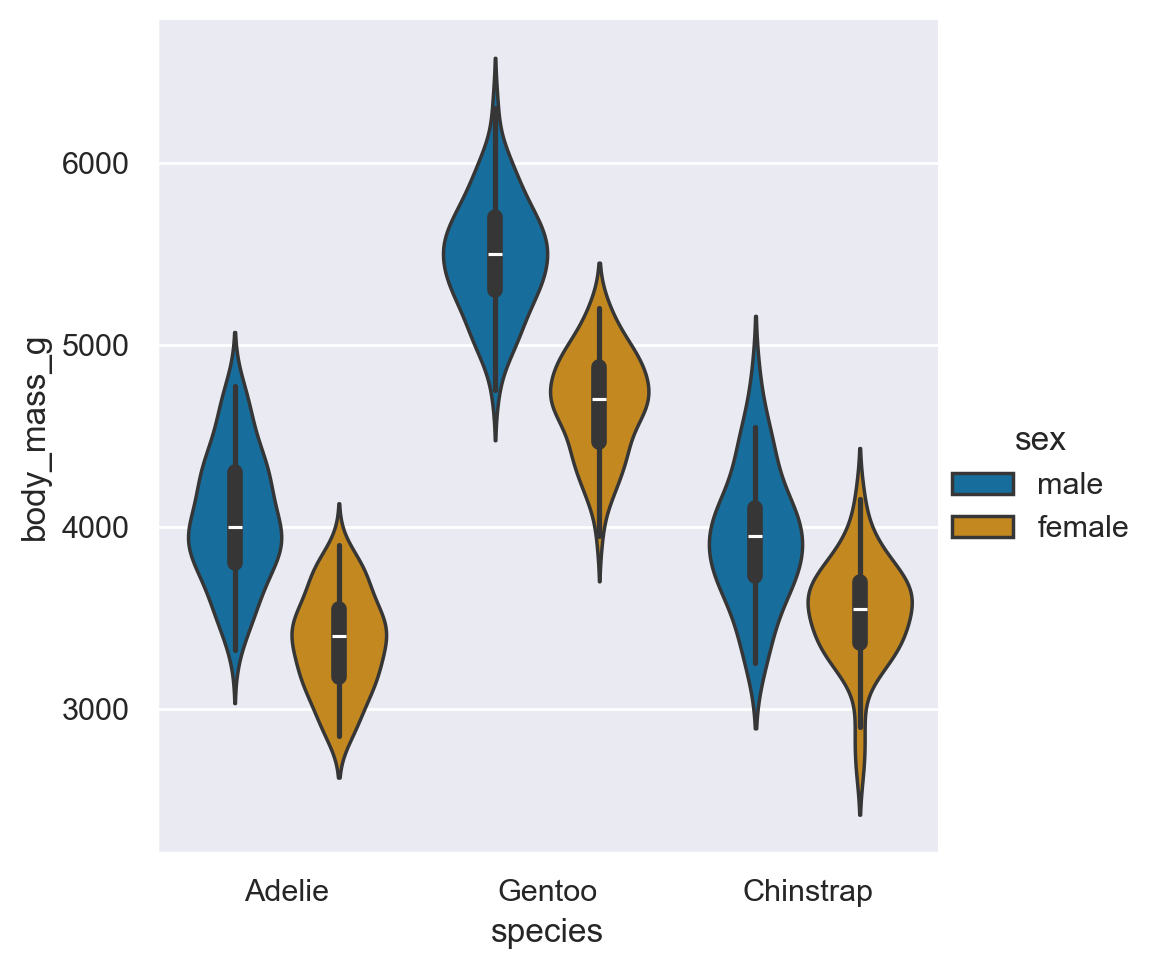 body_mass_g
6000
5000
4000
3000
Adelie
Gentoo
Chinstrap
species
sex
male
female